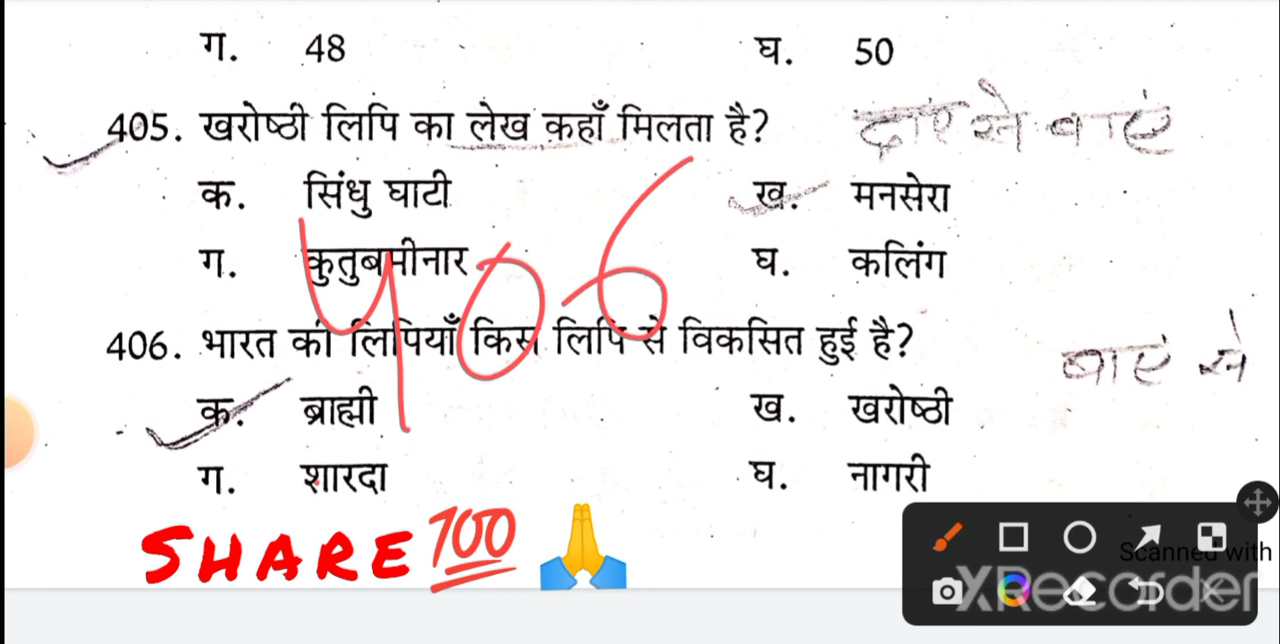 ग. 48 घ. 50
405. खरोष्ठी लिपि का लेख कहाँ मिलता है? दाएं से बाएं
क. सिंधु घाटी ख. मनसेरा
ग. कुतुबमीनार घ. कलिंग
406
406. भारत की लिपियाँ किस लिपि से विकसित हुई है? बाएं से
क. ब्राह्मी ख. खरोष्ठी
ग. शारदा घ. नागरी
SHARE 100
Scanned with
XRecorder